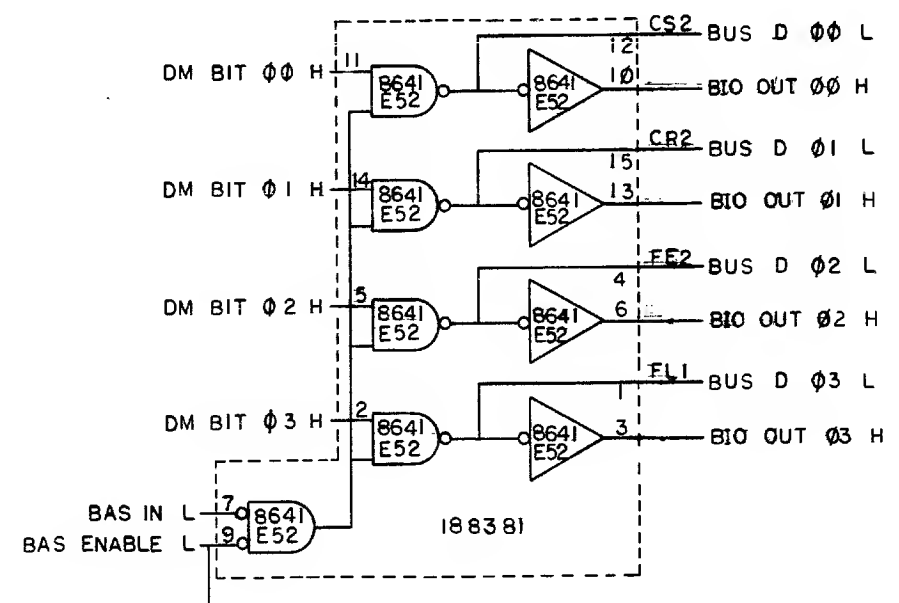 CS2 BUS D ØØ L
12
DM BIT ØØ H 11 8641 E52 8641 E52 1Ø BIO OUT ØØ H
CR2 BUS D Ø1 L
15
DM BIT Ø1 H 14 8641 E52 8641 E52 13 BIO OUT Ø1 H
FE2 BUS D Ø2 L
4
DM BIT Ø2 H 5 8641 E52 8641 E52 6 BIO OUT Ø2 H
FL1 BUS D Ø3 L
1
DM BIT Ø3 H 2 8641 E52 8641 E52 3 BIO OUT Ø3 H
BAS IN L 7 8641 E52 188381
BAS ENABLE L 9